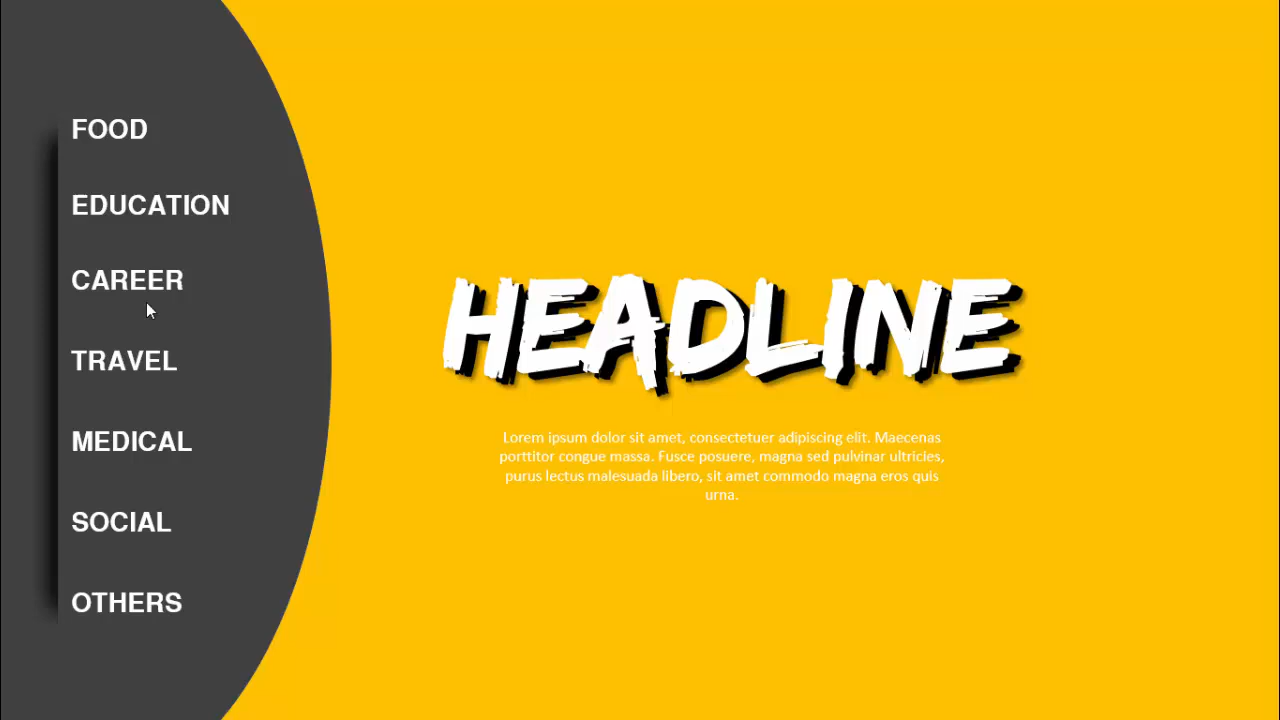 FOOD
EDUCATION
CAREER
TRAVEL
MEDICAL
SOCIAL
OTHERS
HEADLINE
Lorem ipsum dolor sit amet, consectetuer adipiscing elit. Maecenas
porttitor congue massa. Fusce posuere, magna sed pulvinar ultricies,
purus lectus malesuada libero, sit amet commodo magna eros quis
urna.